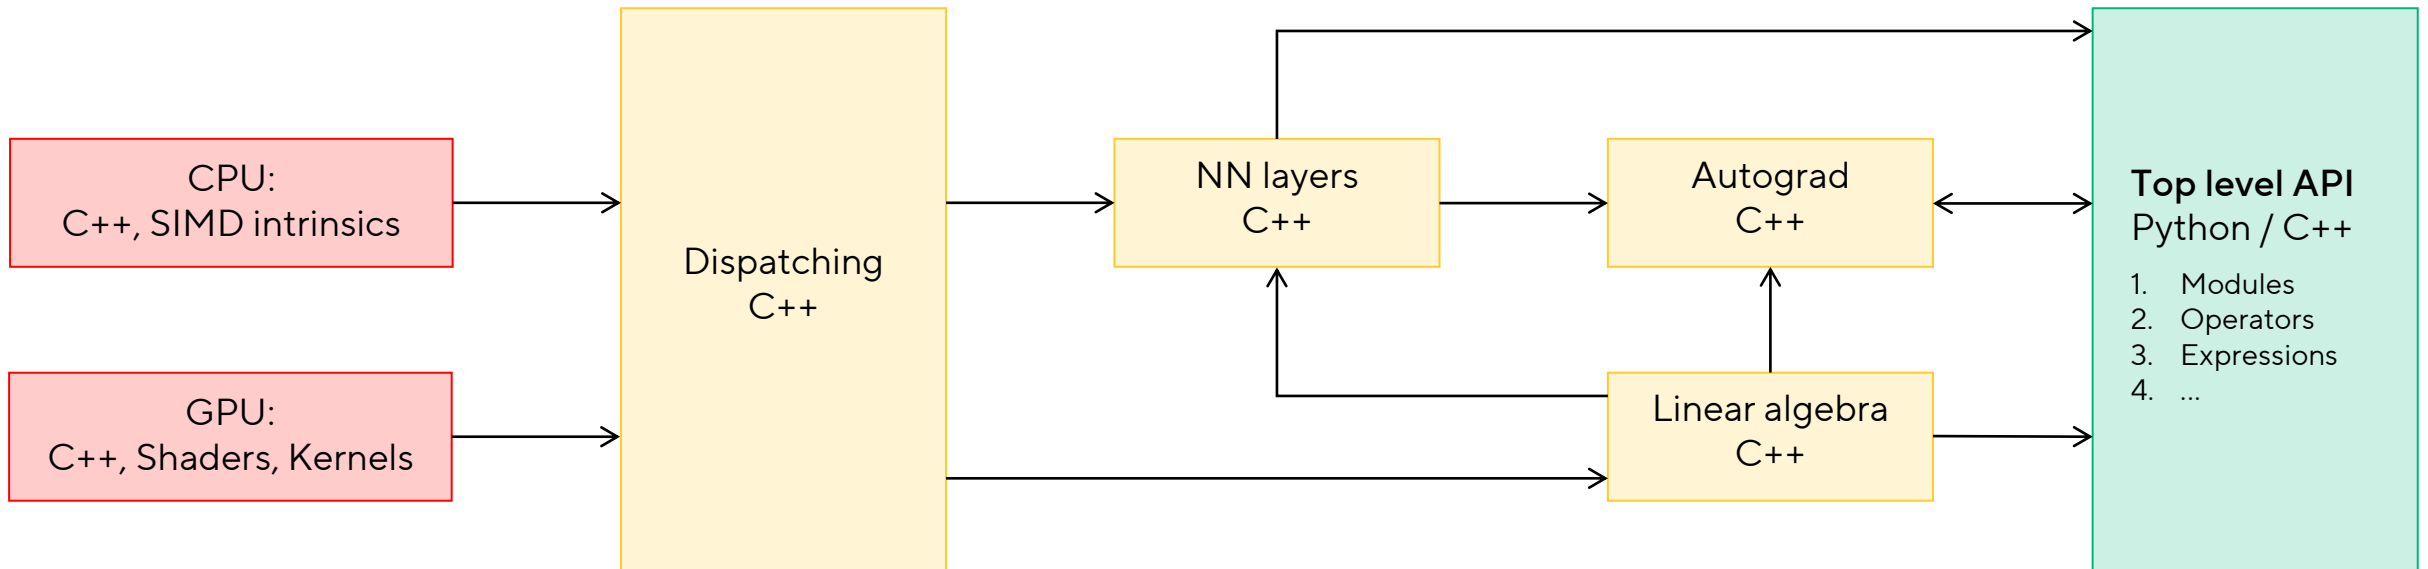 CPU:
C++, SIMD intrinsics
GPU:
C++, Shaders, Kernels
Dispatching
C++
NN layers
C++
Autograd
C++
Linear algebra
C++
Top level API
Python / C++
1. Modules
2. Operators
3. Expressions
4. ...